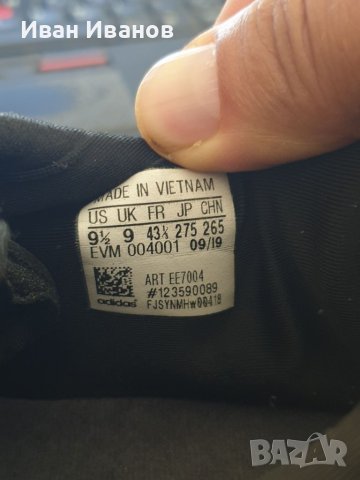 Иван Иванов
MADE IN VIETNAM
US UK FR JP CHN
9½ 9 43⅓ 275 265
EVM 004001 09/19
ART EE7004
#123590089
adidas FJSYNMHw00418
BAZAR